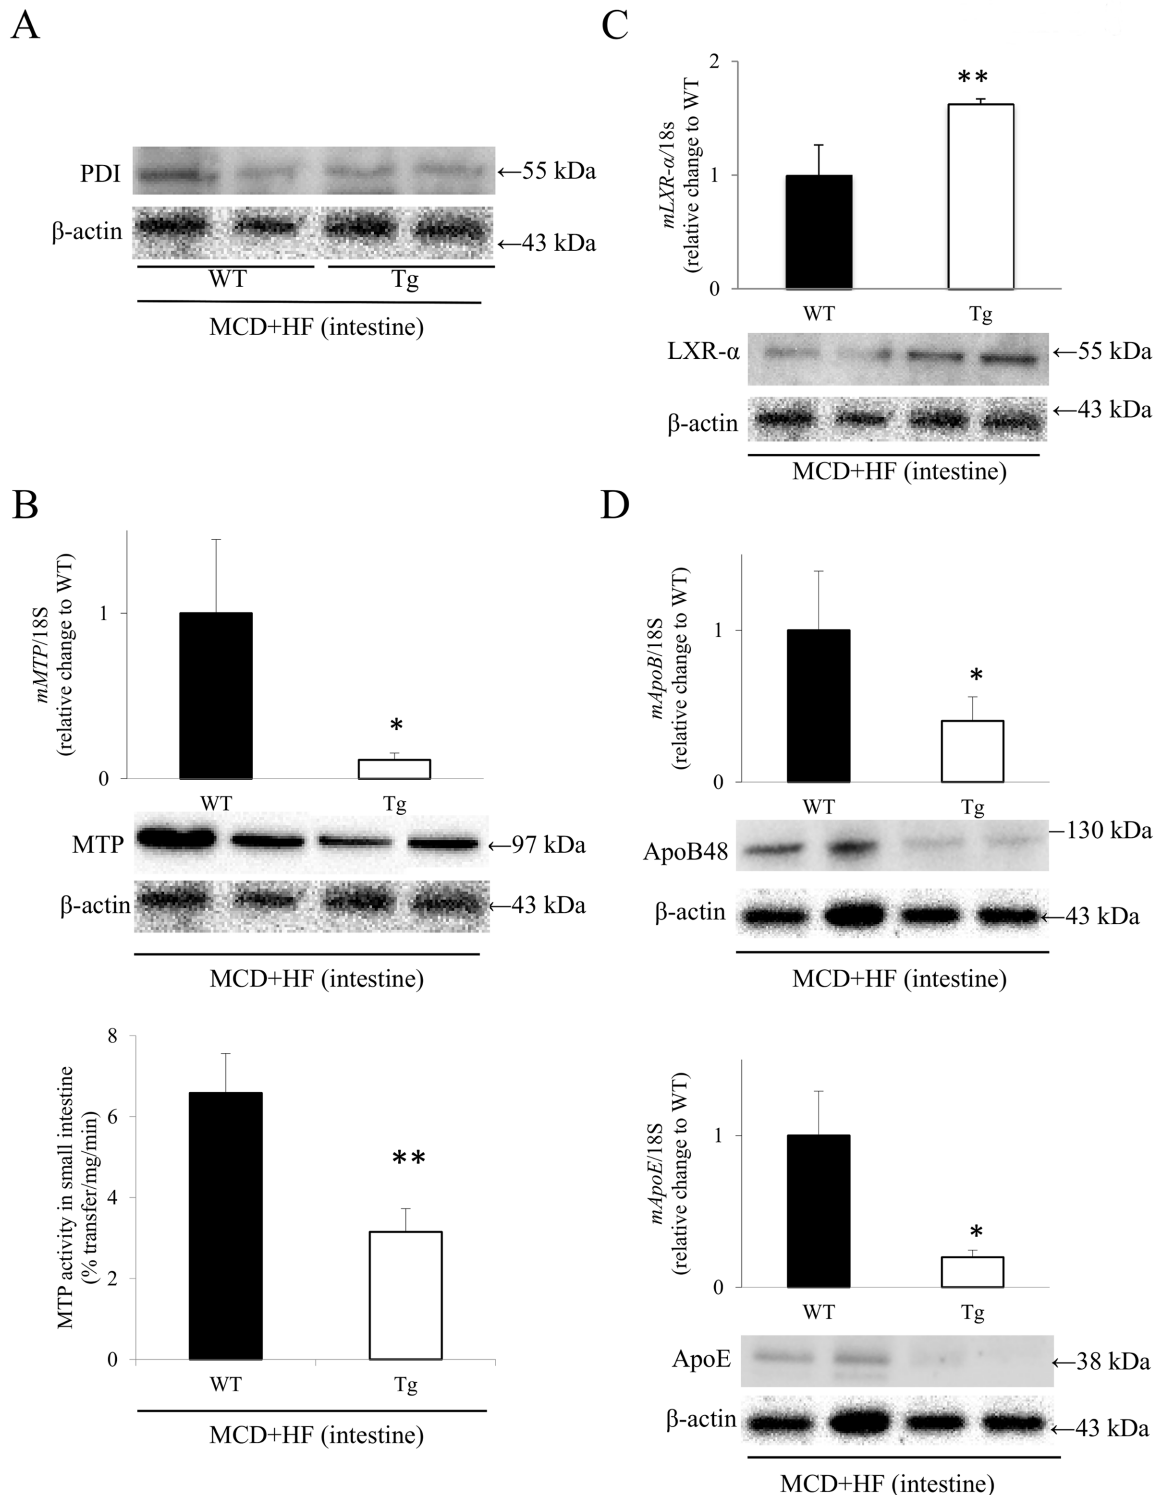 A
PDI
←55 kDa
β-actin
←43 kDa
WT Tg
MCD+HF (intestine)
C
mLXR-α/18s
(relative change to WT)
2
1
0
**
WT Tg
LXR-α
←55 kDa
←43 kDa
β-actin
MCD+HF (intestine)
B
mMTP/18S
(relative change to WT)
1
0
*
WT Tg
MTP
←97 kDa
β-actin
←43 kDa
MCD+HF (intestine)
MTP activity in small intestine
(% transfer/mg/min)
8
6
4
2
0
**
WT Tg
MCD+HF (intestine)
D
mApoB/18S
(relative change to WT)
1
0
*
WT Tg
130 kDa
ApoB48
β-actin
←43 kDa
MCD+HF (intestine)
mApoE/18S
(relative change to WT)
1
0
*
WT Tg
ApoE
←38 kDa
β-actin
←43 kDa
MCD+HF (intestine)